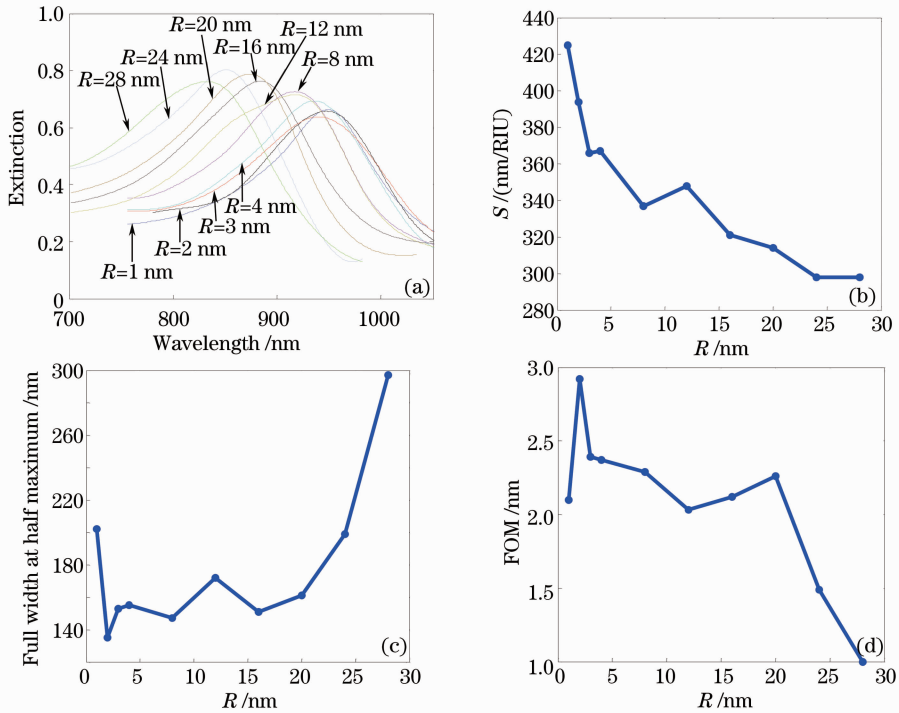 1.0
0.8
0.6
0.4
0.2
0
Extinction
R=20 nm
R=12 nm
R=16 nm
R=24 nm
R=8 nm
R=28 nm
R=4 nm
R=3 nm
R=2 nm
R=1 nm
(a)
700 800 900 1000
Wavelength /nm
440
420
400
380
360
340
320
300
280
S /(nm/RIU)
(b)
0 5 10 15 20 25 30
R /nm
300
260
220
180
140
Full width at half maximum /nm
(c)
0 5 10 15 20 25 30
R /nm
3.0
2.5
2.0
1.5
1.0
FOM /nm
(d)
0 5 10 15 20 25 30
R /nm